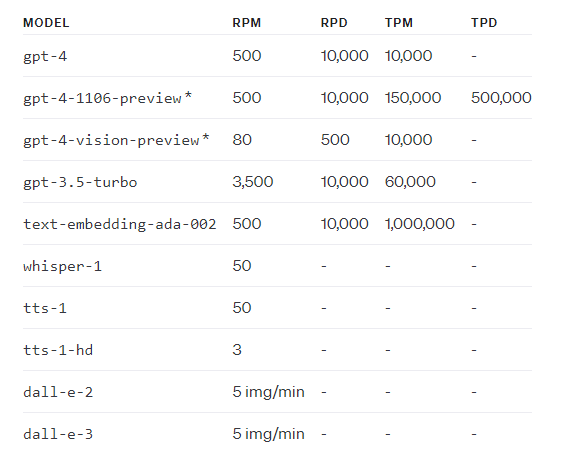 MODEL RPM RPD TPM TPD
gpt-4 500 10,000 10,000 -
gpt-4-1106-preview* 500 10,000 150,000 500,000
gpt-4-vision-preview* 80 500 10,000 -
gpt-3.5-turbo 3,500 10,000 60,000 -
text-embedding-ada-002 500 10,000 1,000,000 -
whisper-1 50 - - -
tts-1 50 - - -
tts-1-hd 3 - - -
dall-e-2 5 img/min - - -
dall-e-3 5 img/min - - -